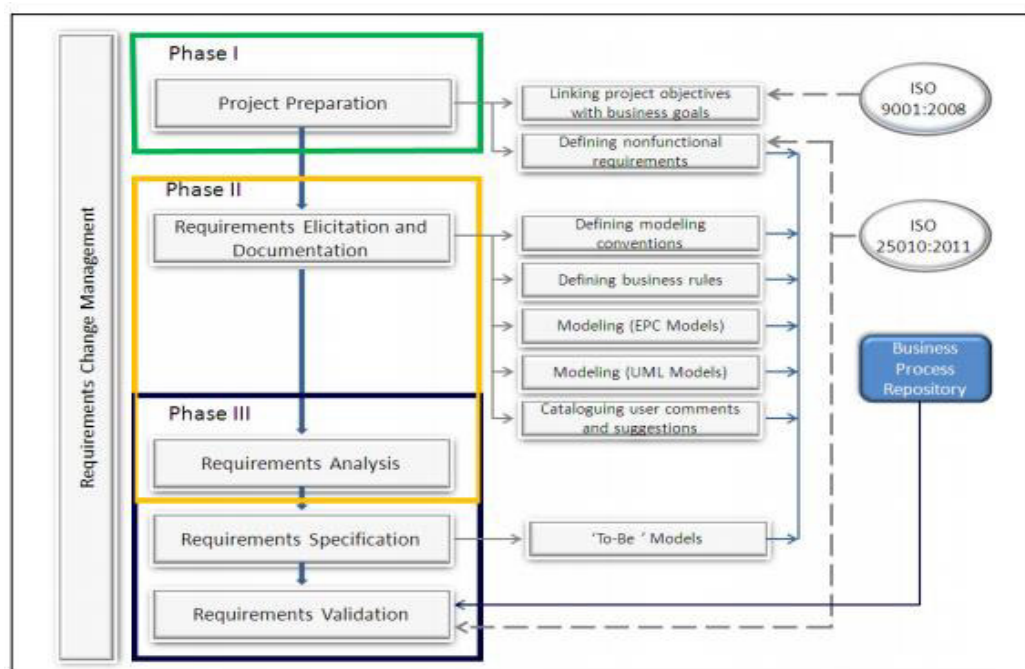 Requirements Change Management
Phase I
Project Preparation
Linking project objectives
with business goals
Defining nonfunctional
requirements
ISO
9001:2008
Phase II
Requirements Elicitation and
Documentation
Defining modeling
conventions
Defining business rules
Modeling (EPC Models)
Modeling (UML Models)
Cataloguing user comments
and suggestions
ISO
25010:2011
Business
Process
Repository
Phase III
Requirements Analysis
Requirements Specification
'To-Be ' Models
Requirements Validation